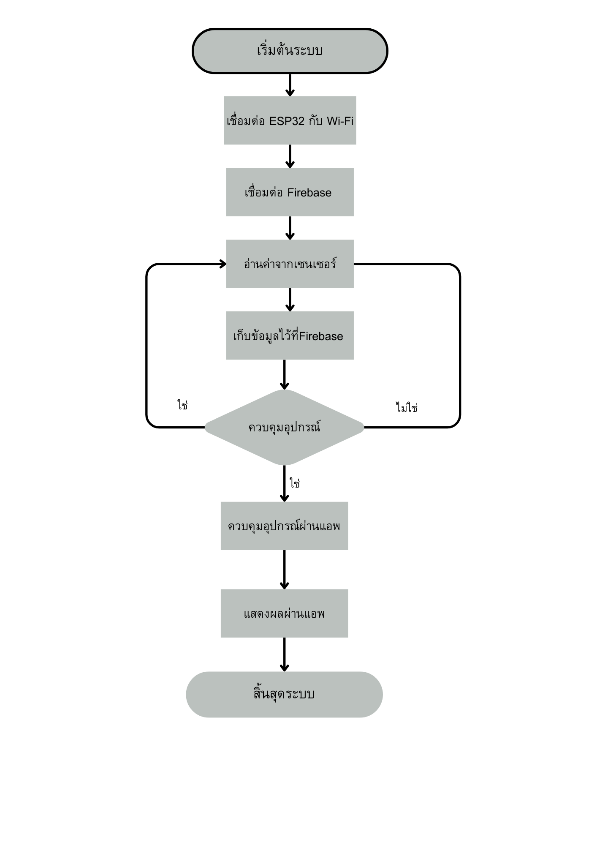 เริ่มต้นระบบ
เชื่อมต่อ ESP32 กับ Wi-Fi
เชื่อมต่อ Firebase
อ่านค่าจากเซนเซอร์
เก็บข้อมูลไว้ที่Firebase
ใช่
ไม่ใช่
ควบคุมอุปกรณ์
ใช่
ควบคุมอุปกรณ์ผ่านแอพ
แสดงผลผ่านแอพ
สิ้นสุดระบบ